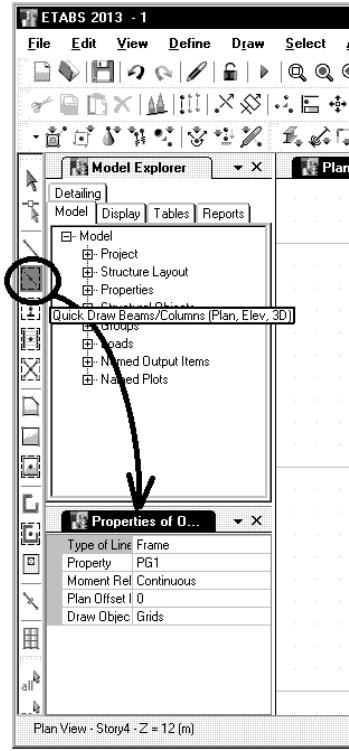 ETABS 2013 - 1
File Edit View Define Draw Select
Model Explorer
Plan
Detailing
Model Display Tables Reports
Model
Project
Structure Layout
Properties
Structural Objects
Quick Draw Beams/Columns (Plan, Elev, 3D)
Groups
Loads
Named Output Items
Named Plots
Properties of O...
Type of Line Frame
Property PG1
Moment Rel Continuous
Plan Offset I 0
Draw Objec Grids
all
Plan View - Story4 - Z = 12 (m)